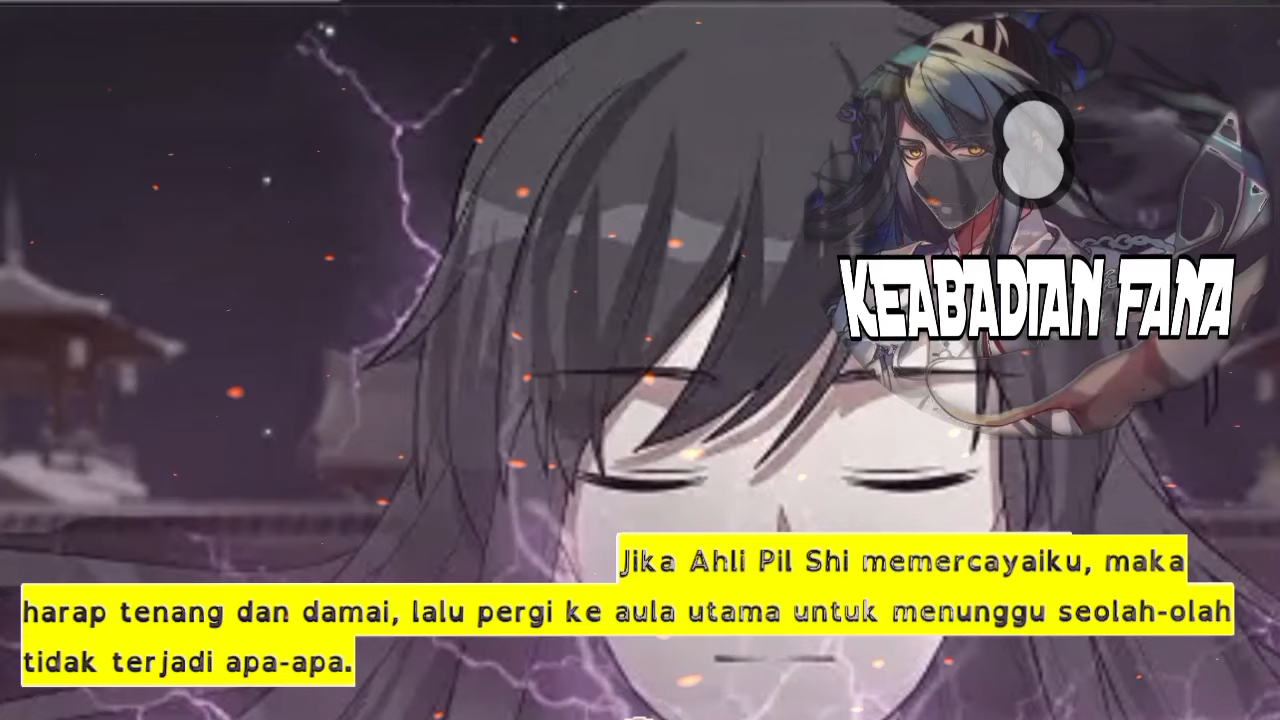 8
KEABADIAN FANA
Jika Ahli Pil Shi memercayaiku, maka
harap tenang dan damai, lalu pergi ke aula utama untuk menunggu seolah-olah
tidak terjadi apa-apa.